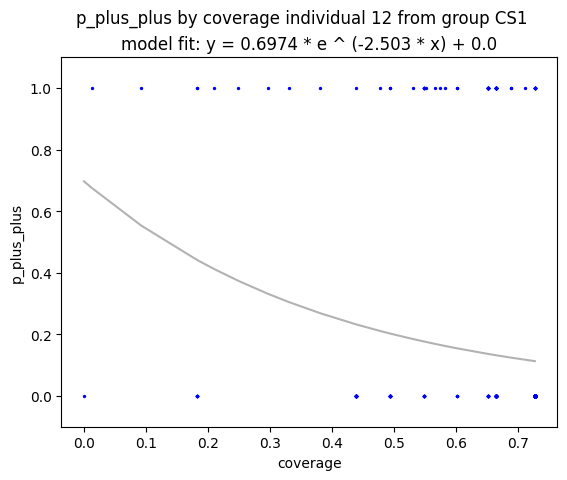 p_plus_plus by coverage individual 12 from group CS1
model fit: y = 0.6974 * e ^ (-2.503 * x) + 0.0
1.0
0.8
0.6
0.4
0.2
0.0
p_plus_plus
0.0 0.1 0.2 0.3 0.4 0.5 0.6 0.7
coverage